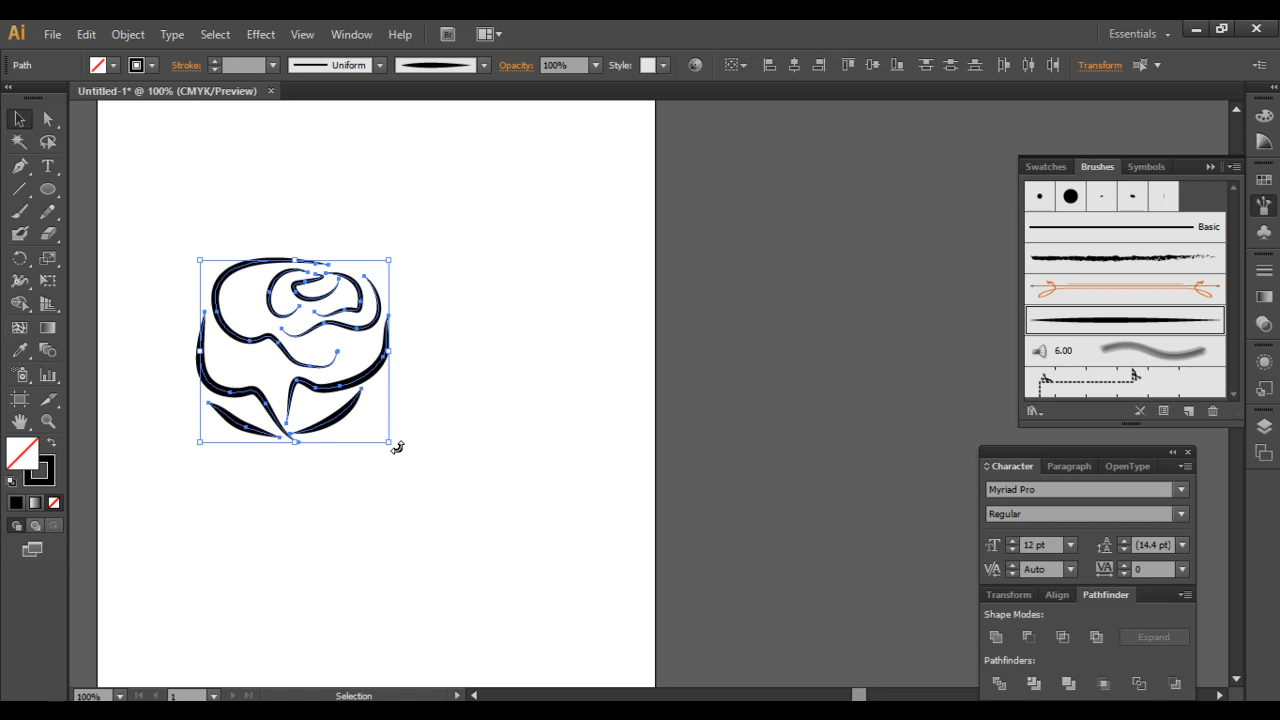 Ai File Edit Object Type Select Effect View Window Help Br Essentials
Path Stroke: Uniform Opacity: 100% Style: Transform
Untitled-1* @ 100% (CMYK/Preview)
Swatches Brushes Symbols
Basic
6.00
Character Paragraph OpenType
Myriad Pro
Regular
12 pt (14.4 pt)
Auto 0
Transform Align Pathfinder
Shape Modes:
Expand
Pathfinders:
100% 1 Selection